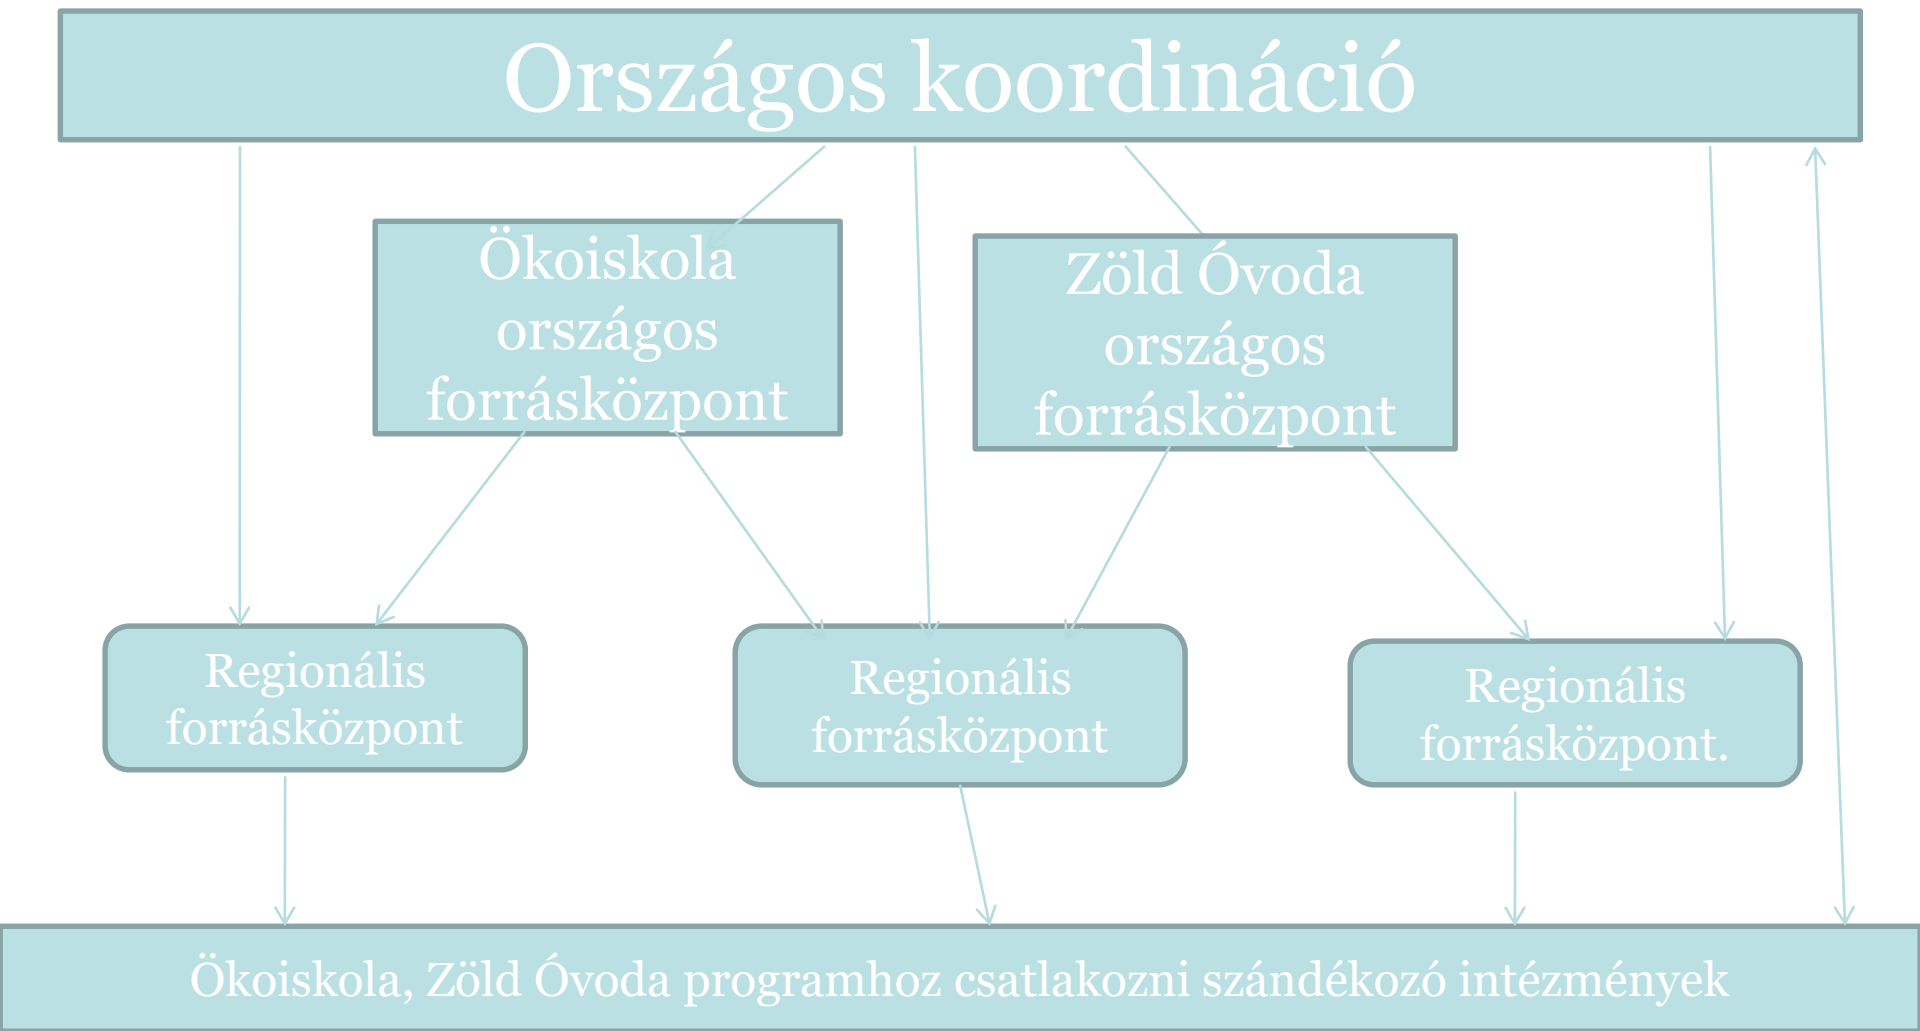 Országos koordináció
Ökoiskola
országos
forrásközpont
Zöld Óvoda
országos
forrásközpont
Regionális
forrásközpont
Regionális
forrásközpont
Regionális
forrásközpont.
Ökoiskola, Zöld Óvoda programhoz csatlakozni szándékozó intézmények